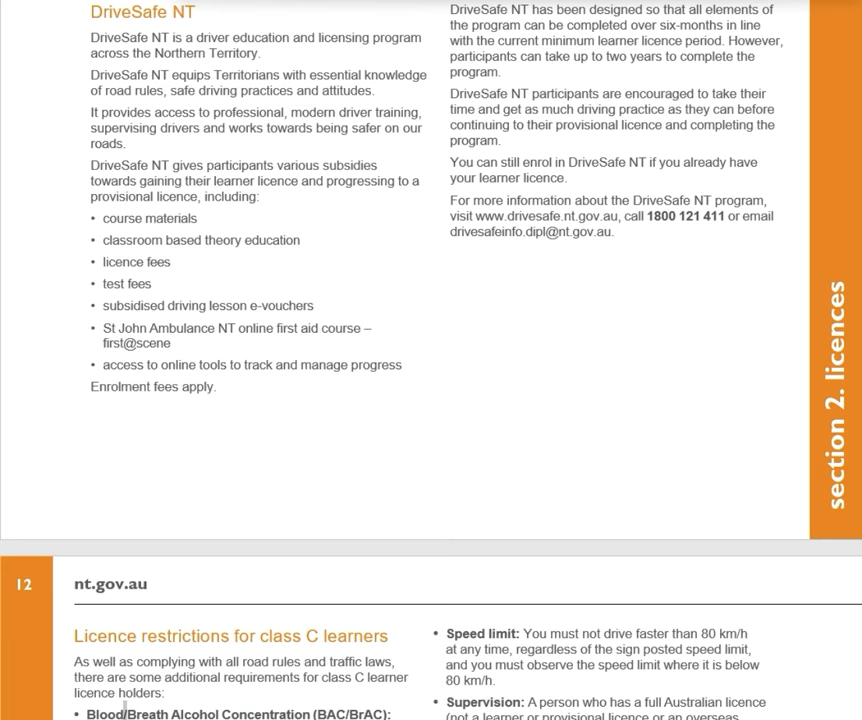 DriveSafe NT
DriveSafe NT is a driver education and licensing program
across the Northern Territory.
DriveSafe NT equips Territorians with essential knowledge
of road rules, safe driving practices and attitudes.
It provides access to professional, modern driver training,
supervising drivers and works towards being safer on our
roads.
DriveSafe NT gives participants various subsidies
towards gaining their learner licence and progressing to a
provisional licence, including:
• course materials
• classroom based theory education
• licence fees
• test fees
• subsidised driving lesson e-vouchers
• St John Ambulance NT online first aid course –
first@scene
• access to online tools to track and manage progress
Enrolment fees apply.
DriveSafe NT has been designed so that all elements of
the program can be completed over six-months in line
with the current minimum learner licence period. However,
participants can take up to two years to complete the
program.
DriveSafe NT participants are encouraged to take their
time and get as much driving practice as they can before
continuing to their provisional licence and completing the
program.
You can still enrol in DriveSafe NT if you already have
your learner licence.
For more information about the DriveSafe NT program,
visit www.drivesafe.nt.gov.au, call 1800 121 411 or email
drivesafeinfo.dipl@nt.gov.au.
section 2. licences
12
nt.gov.au
Licence restrictions for class C learners
As well as complying with all road rules and traffic laws,
there are some additional requirements for class C learner
licence holders:
• Blood/Breath Alcohol Concentration (BAC/BrAC):
• Speed limit: You must not drive faster than 80 km/h
at any time, regardless of the sign posted speed limit,
and you must observe the speed limit where it is below
80 km/h.
• Supervision: A person who has a full Australian licence
(not a learner or provisional licence or an overseas